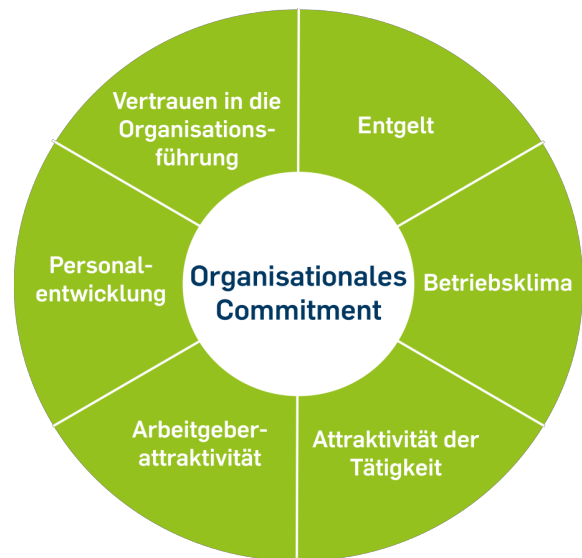 Vertrauen in die
Organisations-
führung
Entgelt
Personal-
entwicklung
Organisationales
Commitment
Betriebsklima
Arbeitgeber-
attraktivität
Attraktivität der
Tätigkeit